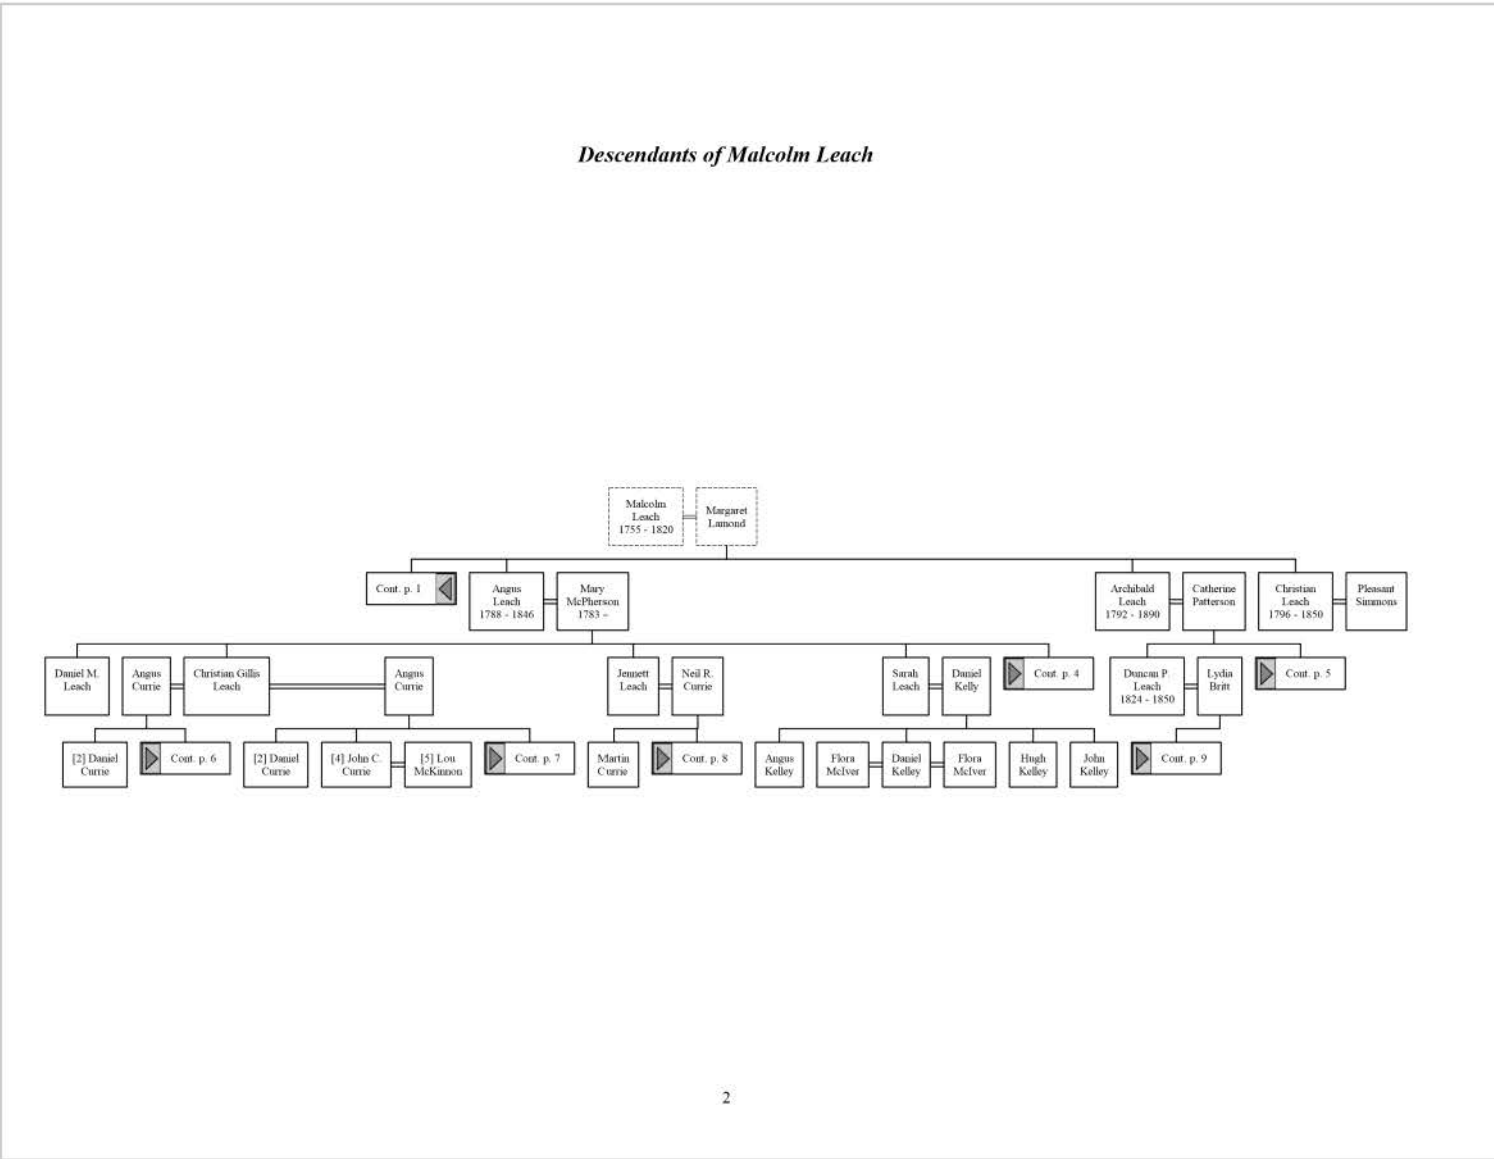 Descendants of Malcolm Leach
Malcolm
Leach
1755 - 1820
Margaret
Lamond
Cont. p. 1
Angus
Leach
1788 - 1846
Mary
McPherson
1783 -
Archibald
Leach
1792 - 1890
Catherine
Patterson
Christian
Leach
1796 - 1850
Pleasant
Simmons
Daniel M.
Leach
Angus
Currie
Christian Gillis
Leach
Angus
Currie
Jennett
Leach
Neil R.
Currie
Sarah
Leach
Daniel
Kelly
Cont. p. 4
Duncan P.
Leach
1824 - 1850
Lydia
Britt
Cont. p. 5
[2] Daniel
Currie
Cont. p. 6
[2] Daniel
Currie
[4] John C.
Currie
[5] Lou
McKinnon
Cont. p. 7
Martin
Currie
Cont. p. 8
Angus
Kelley
Flora
McIver
Daniel
Kelley
Flora
McIver
Hugh
Kelley
John
Kelley
Cont. p. 9
2